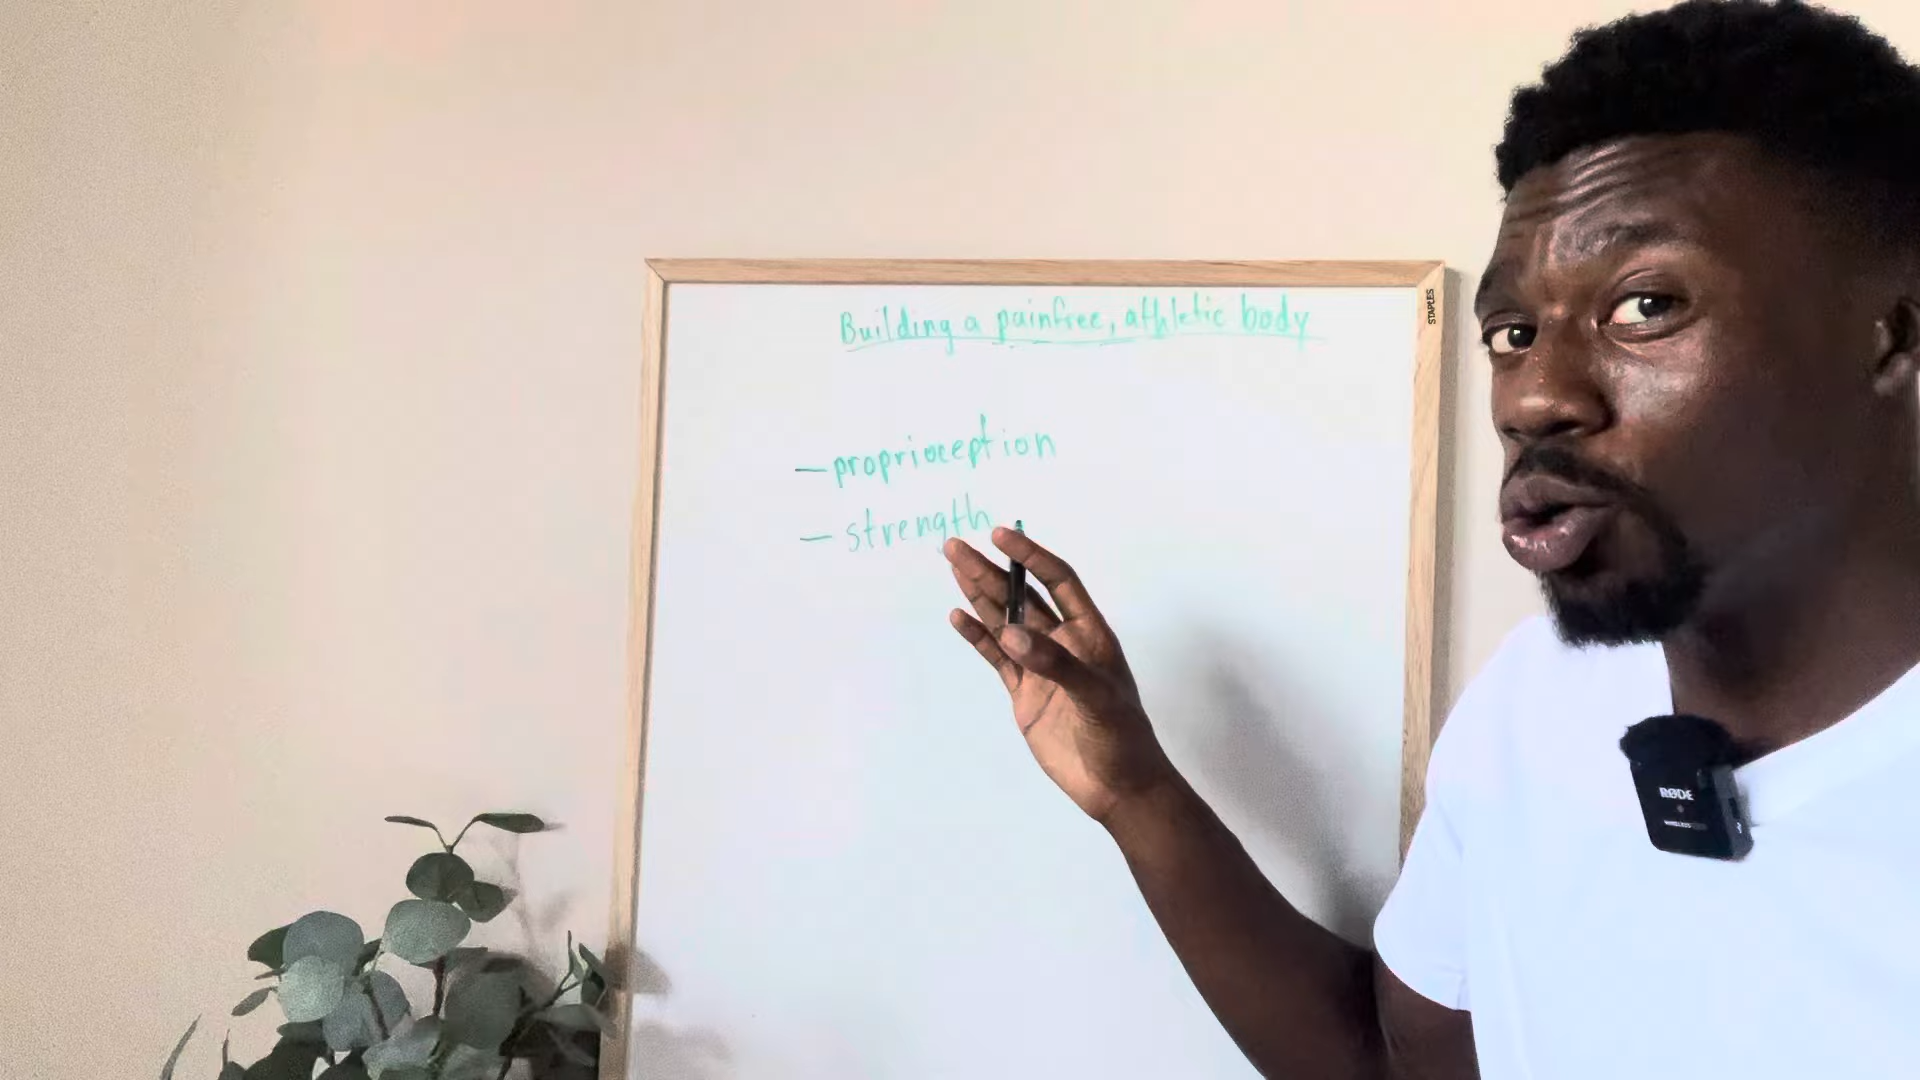 Building a painfree, athletic body
— proprioception
— strength
STAPLES
RØDE